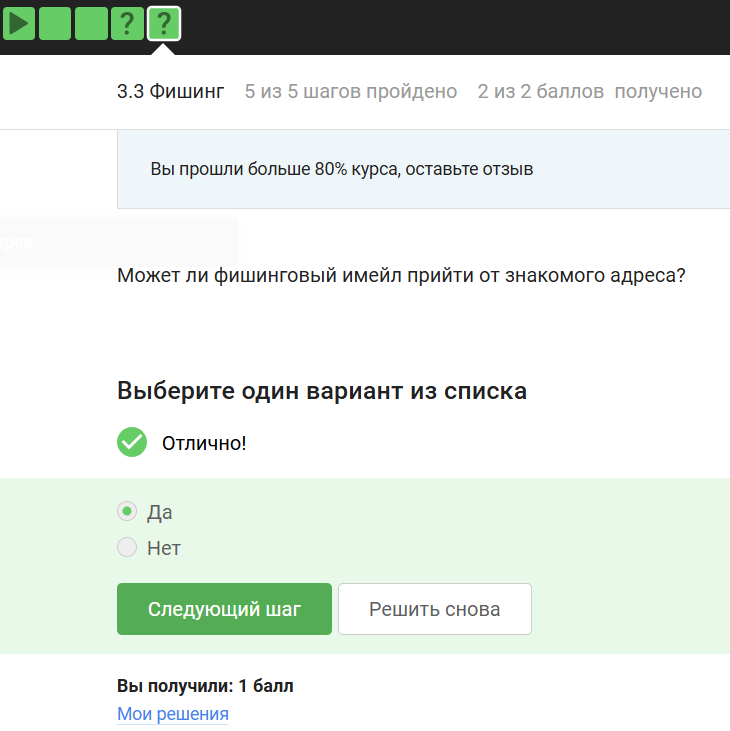 ? ?
3.3 Фишинг 5 из 5 шагов пройдено 2 из 2 баллов получено
Вы прошли больше 80% курса, оставьте отзыв
Может ли фишинговый имейл прийти от знакомого адреса?
Выберите один вариант из списка
Отлично!
Да
Нет
Следующий шаг Решить снова
Вы получили: 1 балл
Мои решения